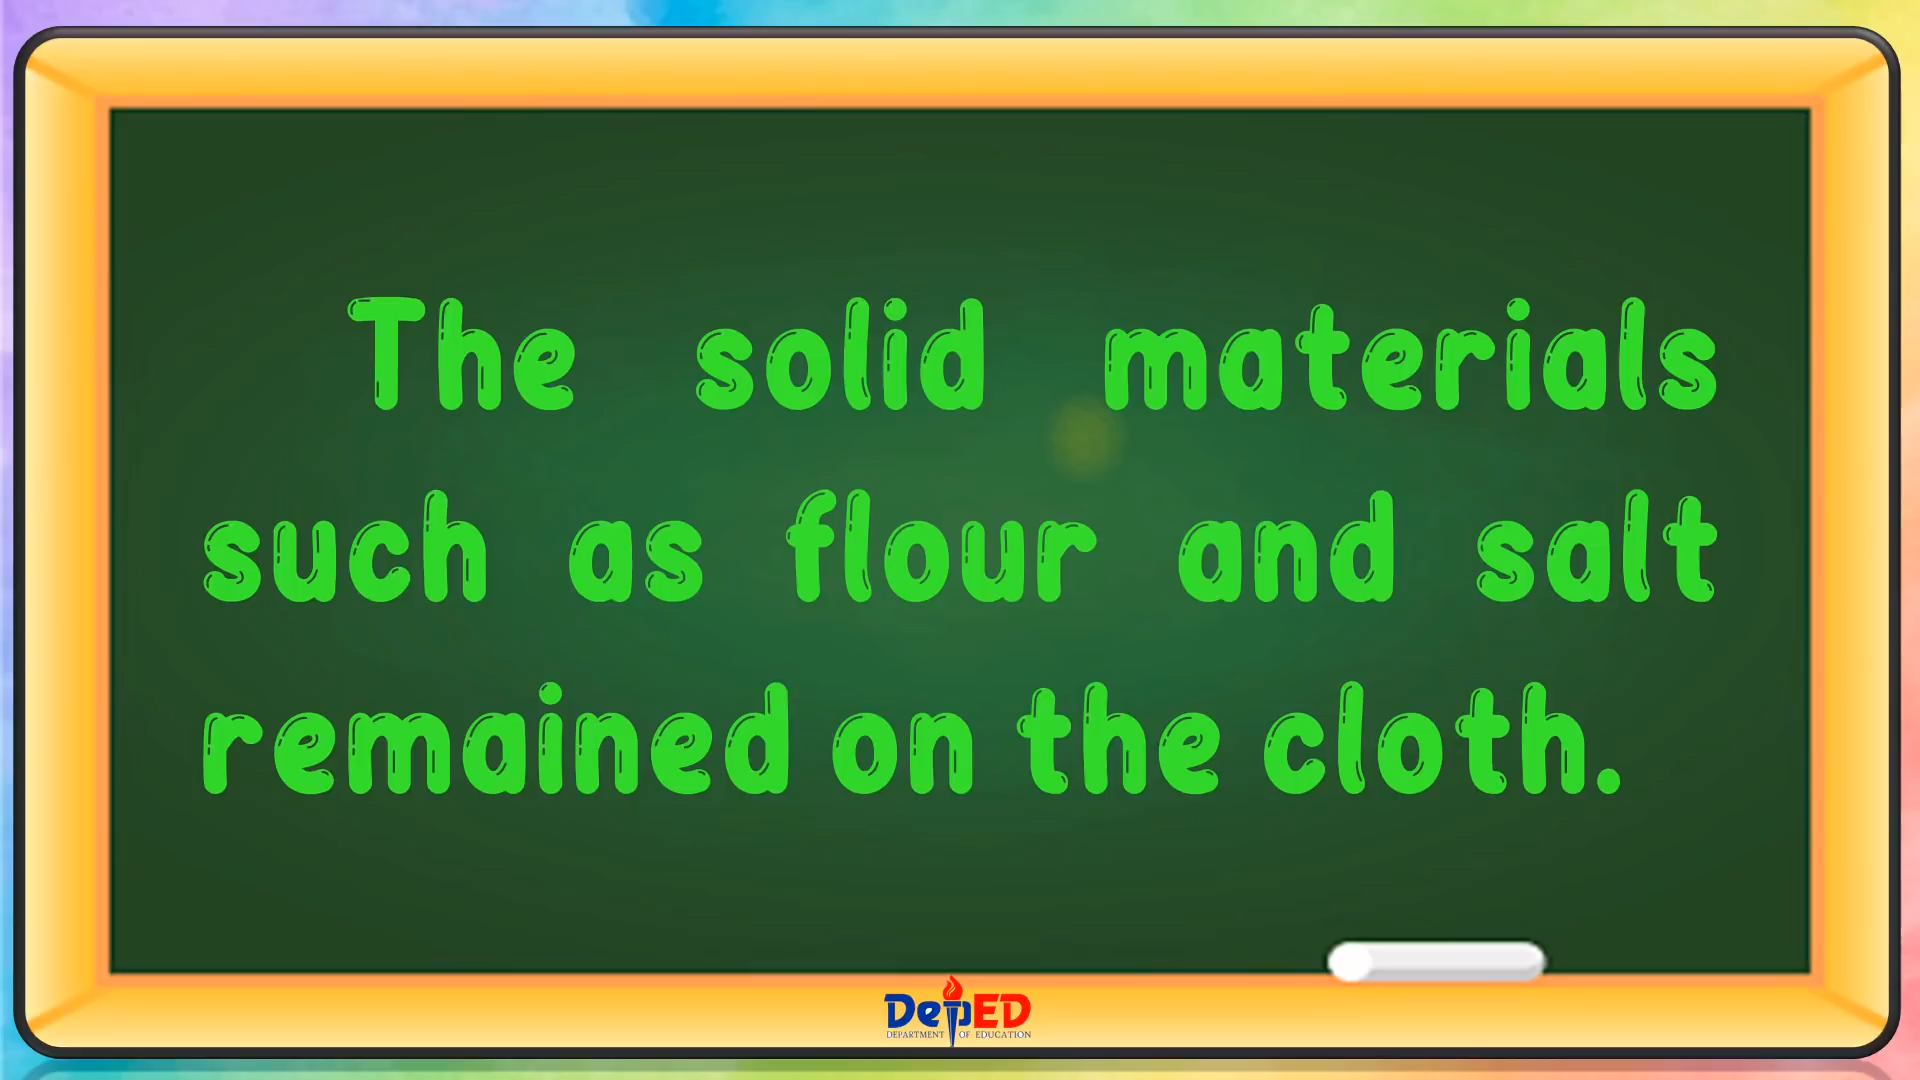 The solid materials
such as flour and salt
remained on the cloth.
DepED
DEPARTMENT OF EDUCATION